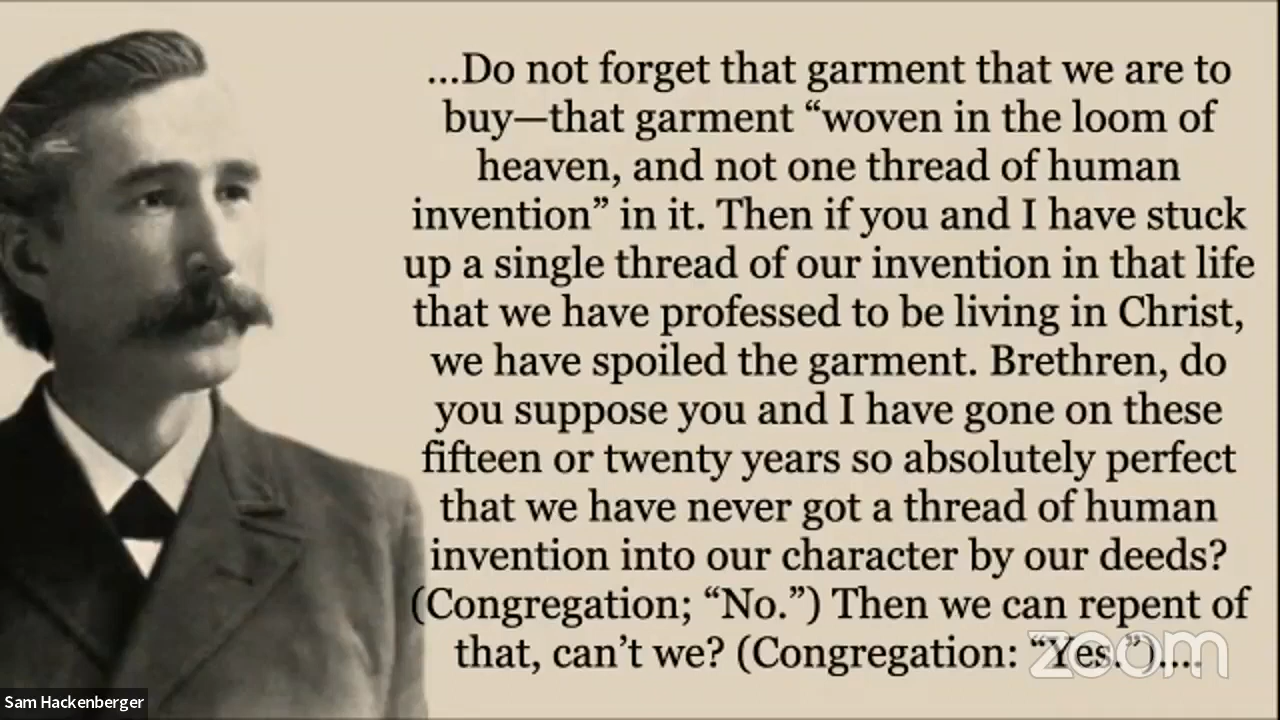 ...Do not forget that garment that we are to
buy—that garment “woven in the loom of
heaven, and not one thread of human
invention” in it. Then if you and I have stuck
up a single thread of our invention in that life
that we have professed to be living in Christ,
we have spoiled the garment. Brethren, do
you suppose you and I have gone on these
fifteen or twenty years so absolutely perfect
that we have never got a thread of human
invention into our character by our deeds?
(Congregation; “No.”) Then we can repent of
that, can’t we? (Congregation: “Yes.”)....
zoom
Sam Hackenberger